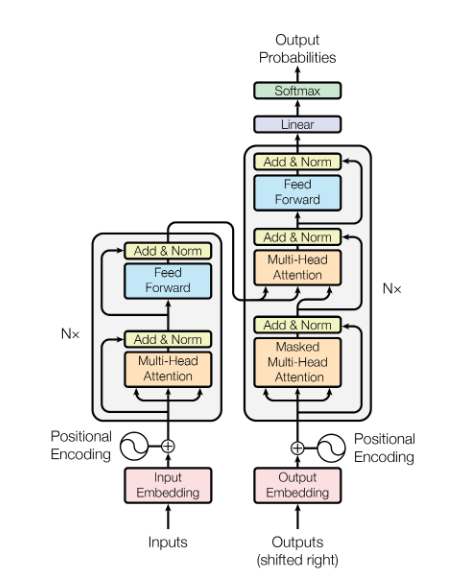 Output
Probabilities
Softmax
Linear
Add & Norm
Feed
Forward
Add & Norm
Multi-Head
Attention
Add & Norm
Masked
Multi-Head
Attention
N×
Positional
Encoding
Output
Embedding
Outputs
(shifted right)
Add & Norm
Feed
Forward
Add & Norm
Multi-Head
Attention
N×
Positional
Encoding
Input
Embedding
Inputs